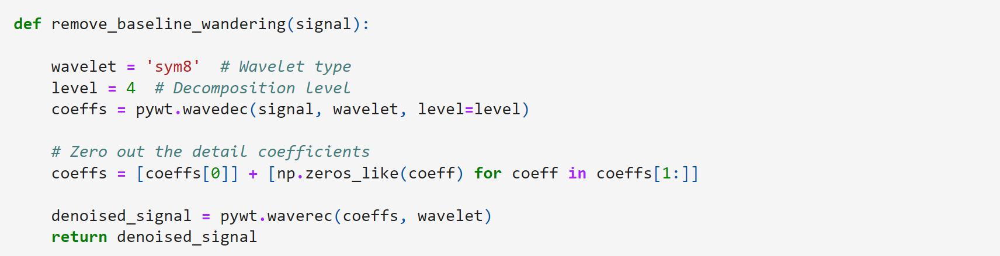 def remove_baseline_wandering(signal):
wavelet = 'sym8'  # Wavelet type
level = 4  # Decomposition level
coeffs = pywt.wavedec(signal, wavelet, level=level)
# Zero out the detail coefficients
coeffs = [coeffs[0]] + [np.zeros_like(coeff) for coeff in coeffs[1:]]
denoised_signal = pywt.waverec(coeffs, wavelet)
return denoised_signal